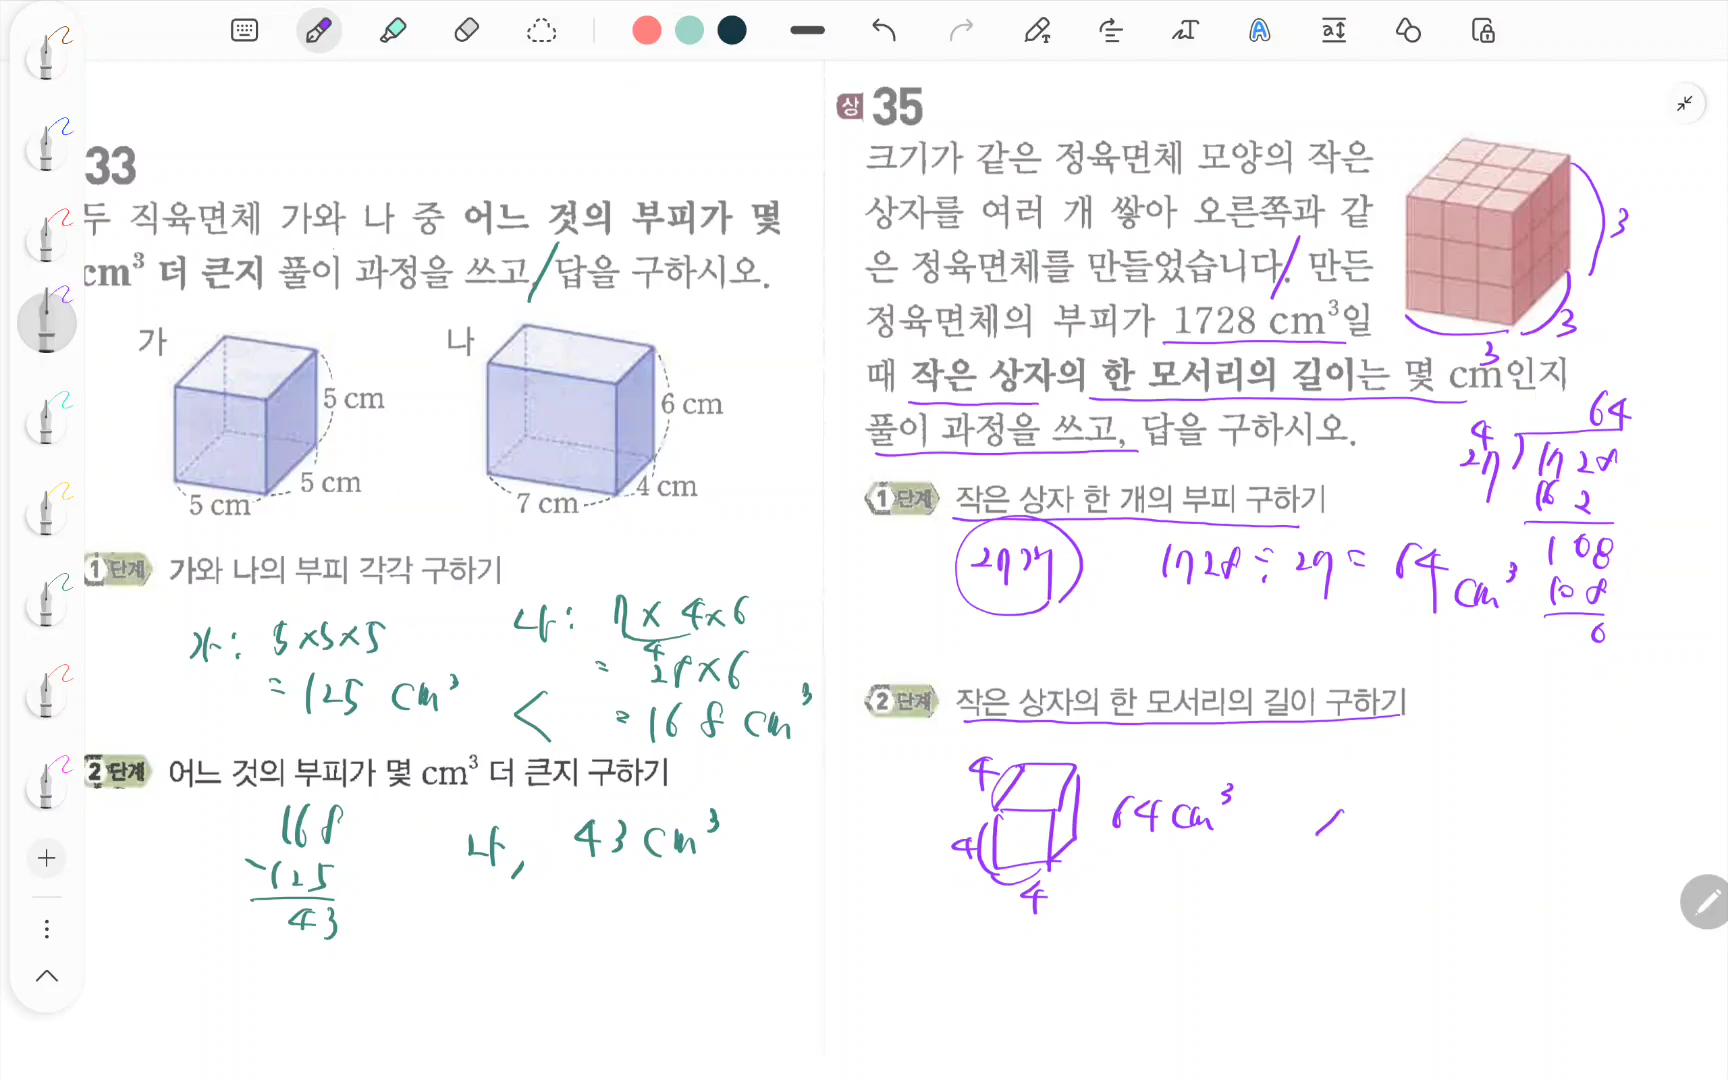 33
두 직육면체 가와 나 중 어느 것의 부피가 몇
cm³ 더 큰지 풀이 과정을 쓰고, 답을 구하시오.
가
5 cm
5 cm
5 cm
나
6 cm
4 cm
7 cm
1 단계 가와 나의 부피 각각 구하기
가: 5×5×5
= 125 cm³
<
나: 7×4×6
4
= 28×6
= 168 cm³
2 단계 어느 것의 부피가 몇 cm³ 더 큰지 구하기
168
-125
43
나, 43 cm³
상 35
크기가 같은 정육면체 모양의 작은
상자를 여러 개 쌓아 오른쪽과 같
은 정육면체를 만들었습니다. 만든
정육면체의 부피가 1728 cm³일
때 작은 상자의 한 모서리의 길이는 몇 cm인지
풀이 과정을 쓰고, 답을 구하시오.
3
3
3
64
4
27)1728
162
108
108
0
1 단계 작은 상자 한 개의 부피 구하기
27개 1728÷27=64 cm³
2 단계 작은 상자의 한 모서리의 길이 구하기
4
4
4
64 cm³